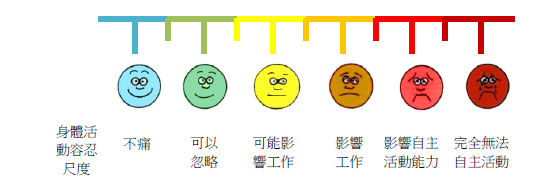 身體活
動容忍
尺度
不痛
可以
忽略
可能影
響工作
影響
工作
影響自主
活動能力
完全無法
自主活動